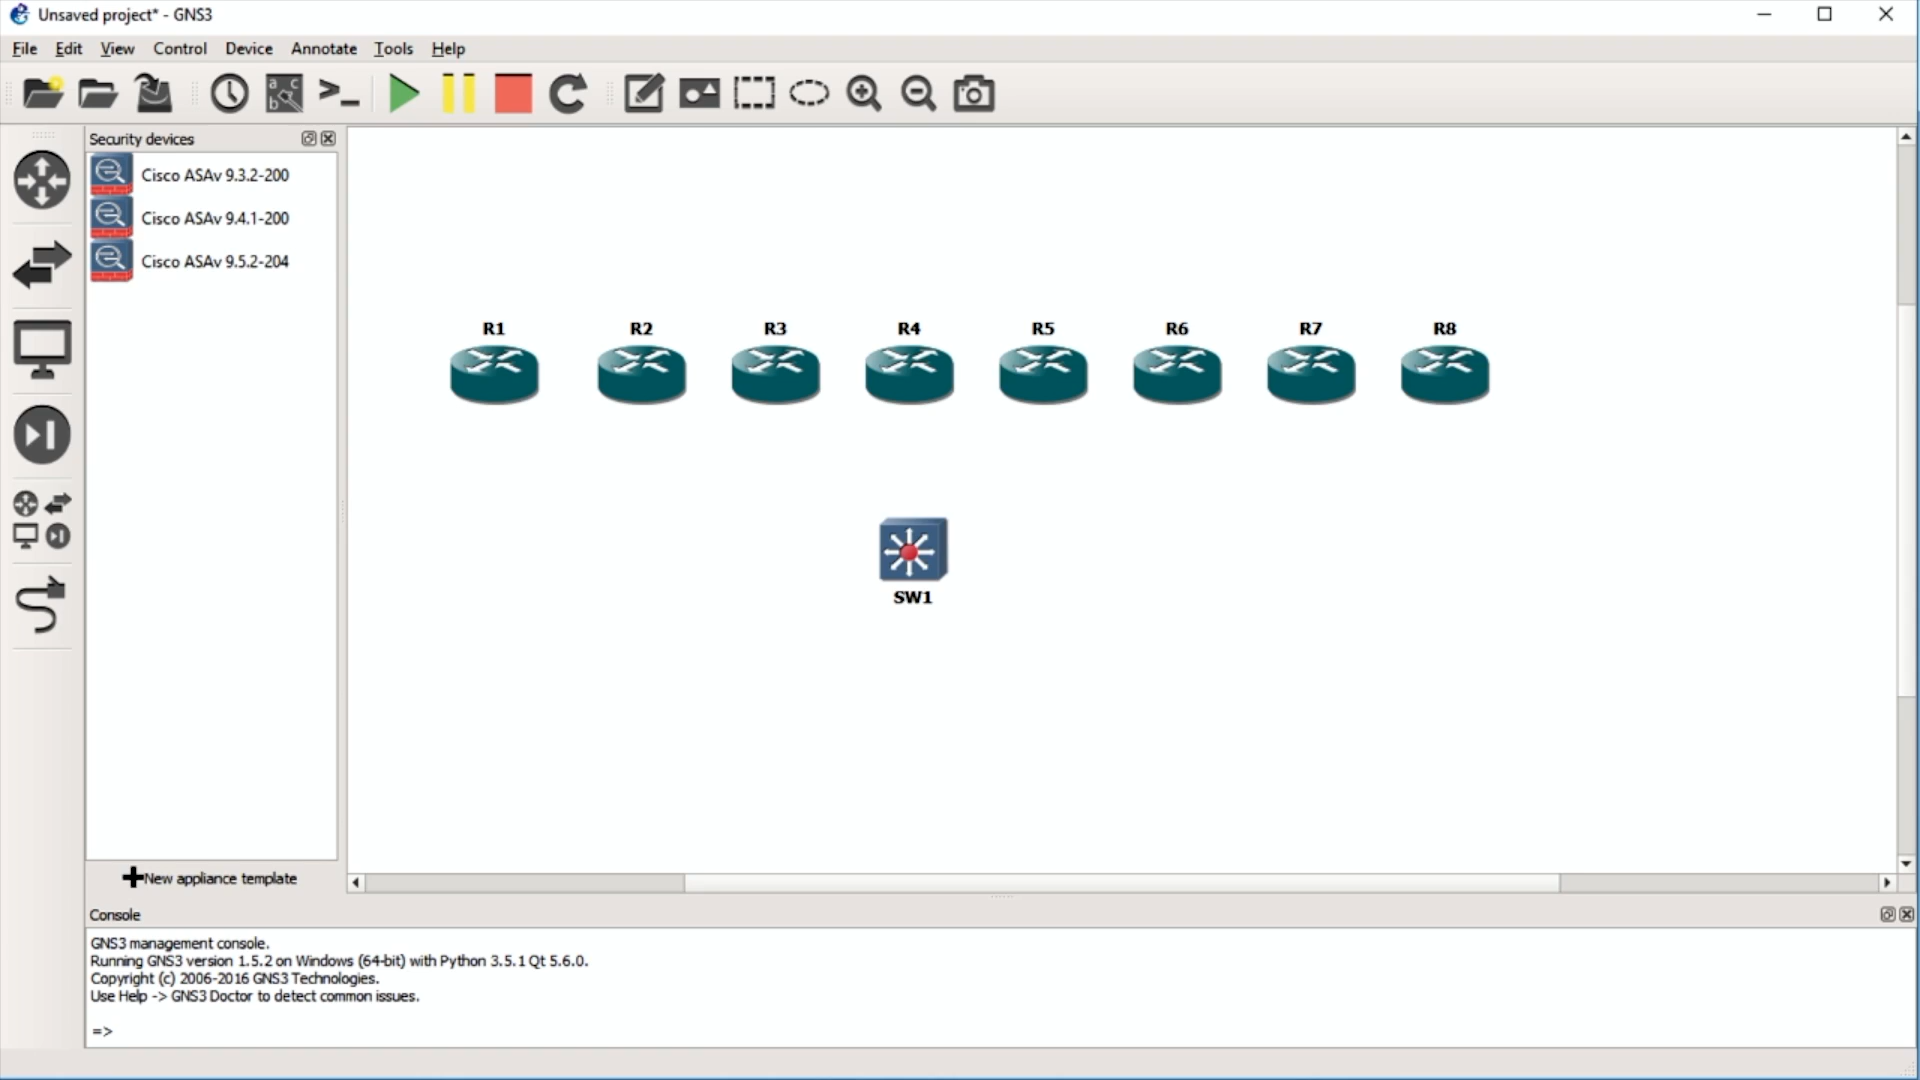 Unsaved project* - GNS3
File Edit View Control Device Annotate Tools Help
Security devices
Cisco ASAv 9.3.2-200
Cisco ASAv 9.4.1-200
Cisco ASAv 9.5.2-204
R1 R2 R3 R4 R5 R6 R7 R8
SW1
New appliance template
Console
GNS3 management console.
Running GNS3 version 1.5.2 on Windows (64-bit) with Python 3.5.1 Qt 5.6.0.
Copyright (c) 2006-2016 GNS3 Technologies.
Use Help -> GNS3 Doctor to detect common issues.
=>